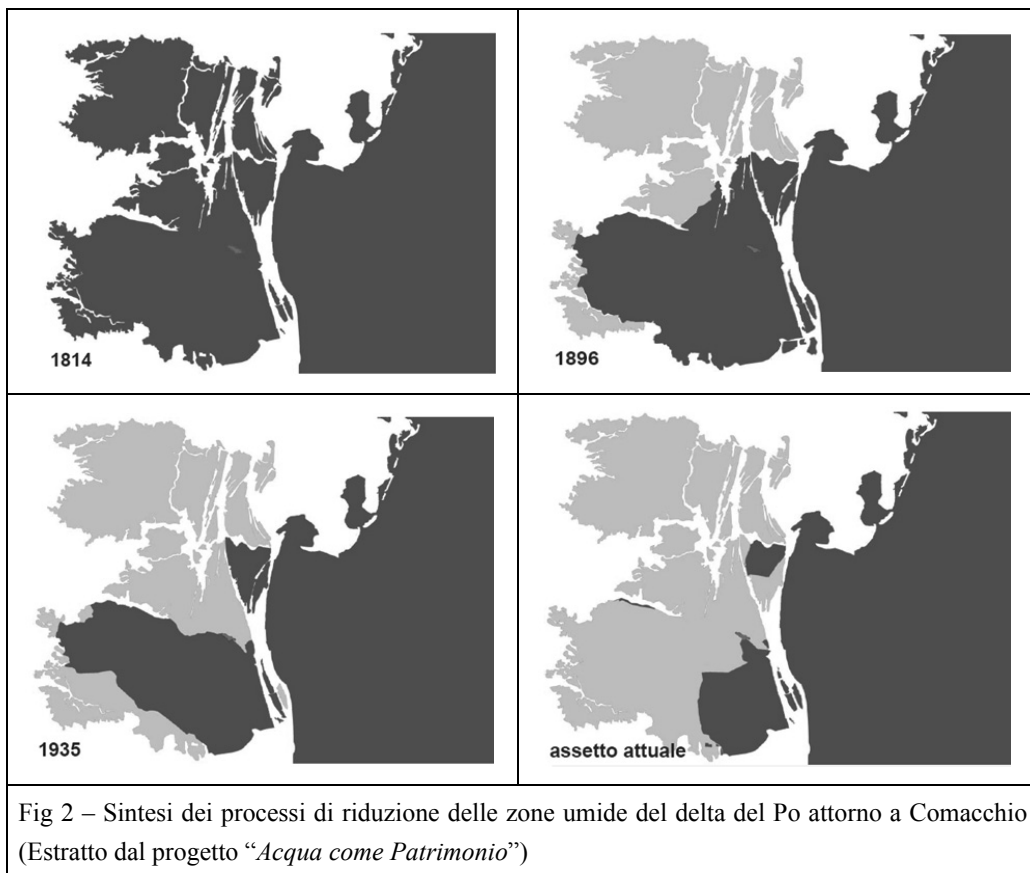 1814
1896
1935
assetto attuale
Fig 2 – Sintesi dei processi di riduzione delle zone umide del delta del Po attorno a Comacchio
(Estratto dal progetto “Acqua come Patrimonio”)